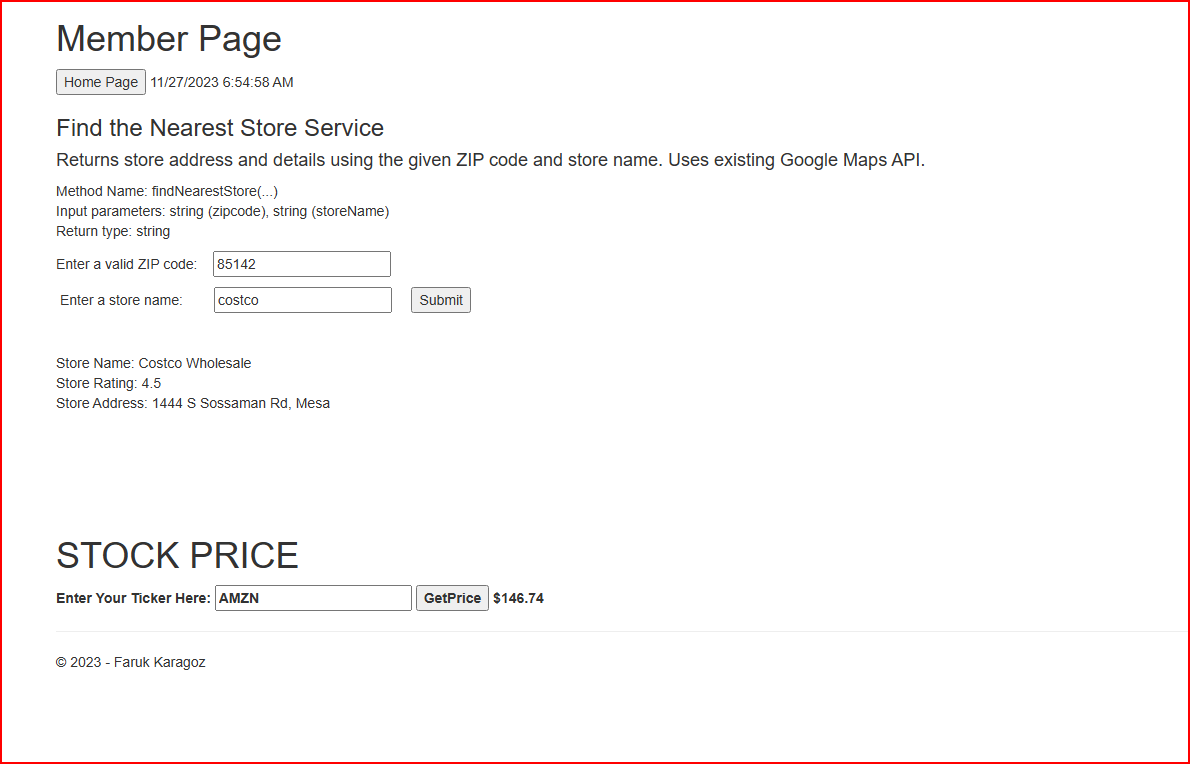 Member Page
Home Page 11/27/2023 6:54:58 AM
Find the Nearest Store Service
Returns store address and details using the given ZIP code and store name. Uses existing Google Maps API.
Method Name: findNearestStore(...)
Input parameters: string (zipcode), string (storeName)
Return type: string
Enter a valid ZIP code: 85142
Enter a store name: costco Submit
Store Name: Costco Wholesale
Store Rating: 4.5
Store Address: 1444 S Sossaman Rd, Mesa
STOCK PRICE
Enter Your Ticker Here: AMZN GetPrice $146.74
© 2023 - Faruk Karagoz